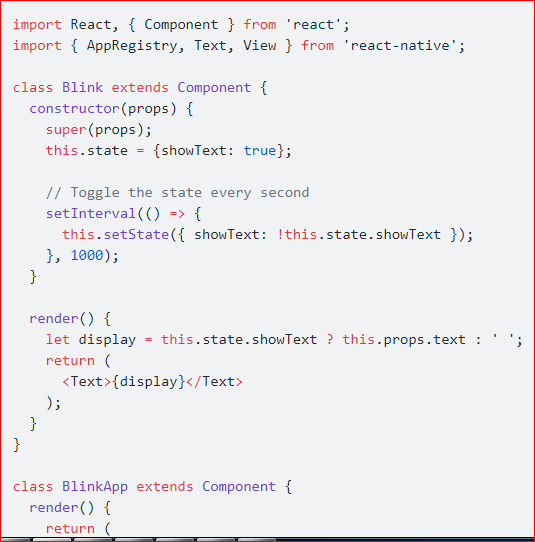 import React, { Component } from 'react';
import { AppRegistry, Text, View } from 'react-native';
class Blink extends Component {
constructor(props) {
super(props);
this.state = {showText: true};
// Toggle the state every second
setInterval(() => {
this.setState({ showText: !this.state.showText });
}, 1000);
}
render() {
let display = this.state.showText ? this.props.text : ' ';
return (
<Text>{display}</Text>
);
}
}
class BlinkApp extends Component {
render() {
return (